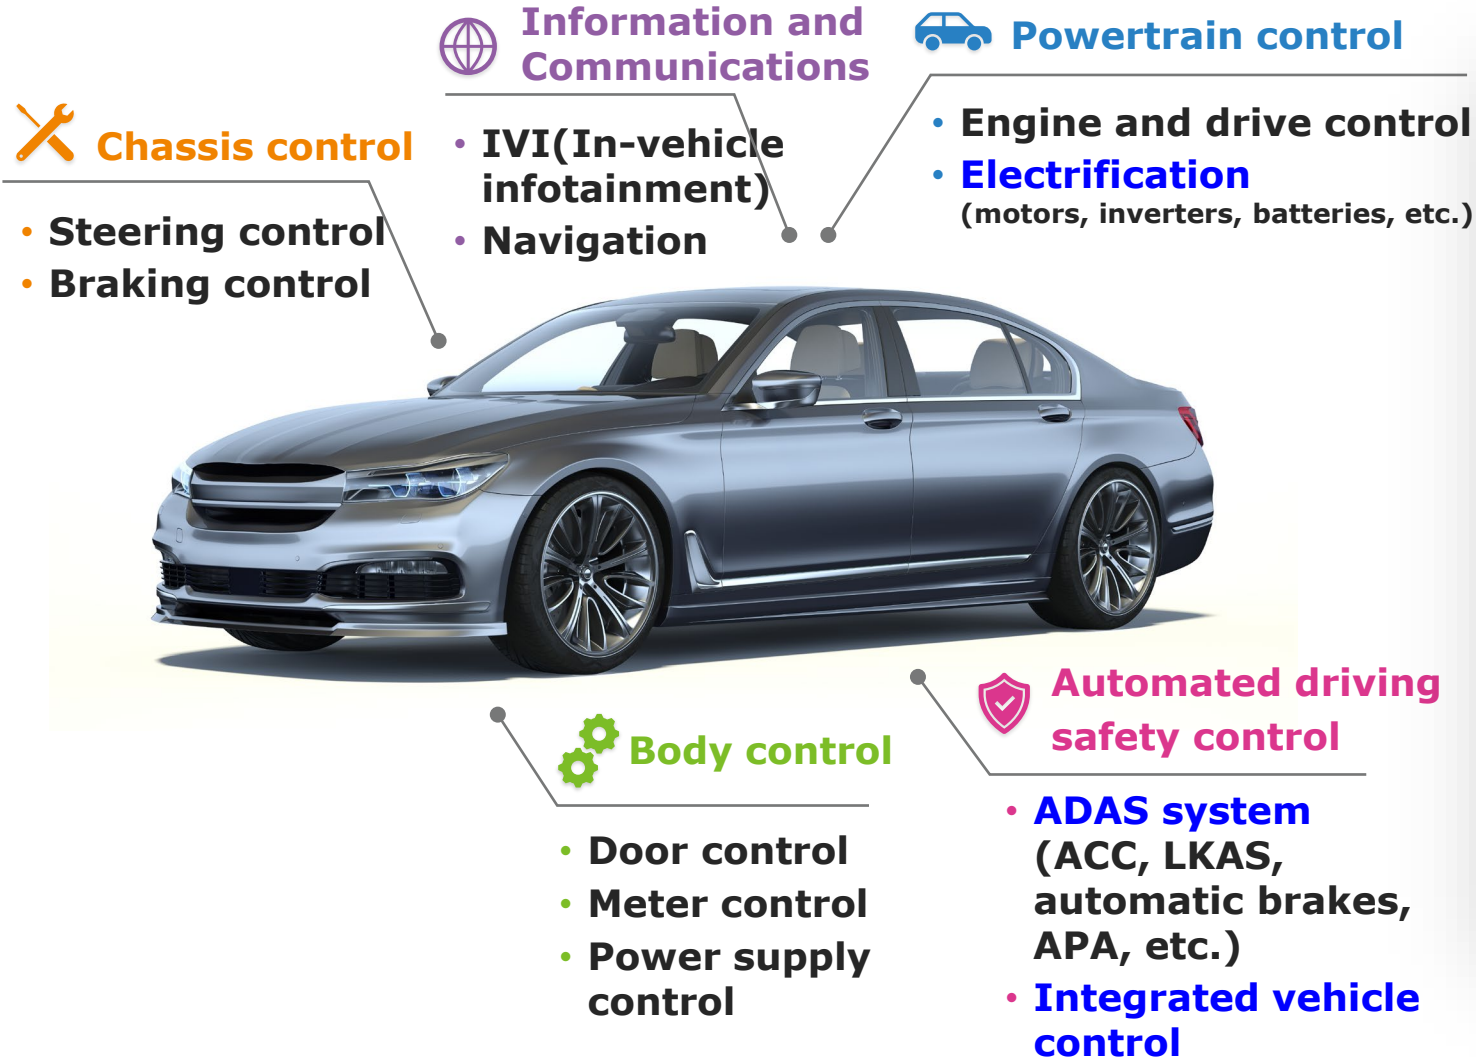 Information and
Communications
• IVI(In-vehicle
infotainment)
• Navigation
Powertrain control
• Engine and drive control
• Electrification
(motors, inverters, batteries, etc.)
Chassis control
• Steering control
• Braking control
Body control
• Door control
• Meter control
• Power supply
control
Automated driving
safety control
• ADAS system
(ACC, LKAS,
automatic brakes,
APA, etc.)
• Integrated vehicle
control